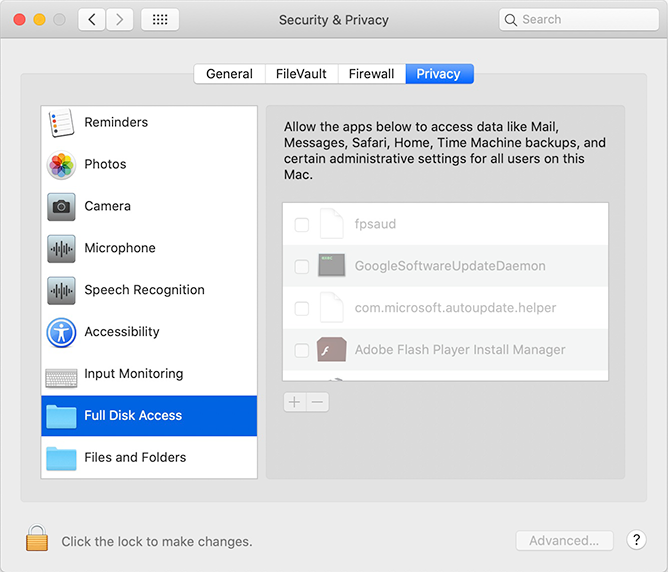 Security & Privacy
Search
General FileVault Firewall Privacy
Reminders
Photos
Camera
Microphone
Speech Recognition
Accessibility
Input Monitoring
Full Disk Access
Files and Folders
Allow the apps below to access data like Mail,
Messages, Safari, Home, Time Machine backups, and
certain administrative settings for all users on this
Mac.
fpsaud
GoogleSoftwareUpdateDaemon
com.microsoft.autoupdate.helper
Adobe Flash Player Install Manager
+ −
Click the lock to make changes.
Advanced...
?